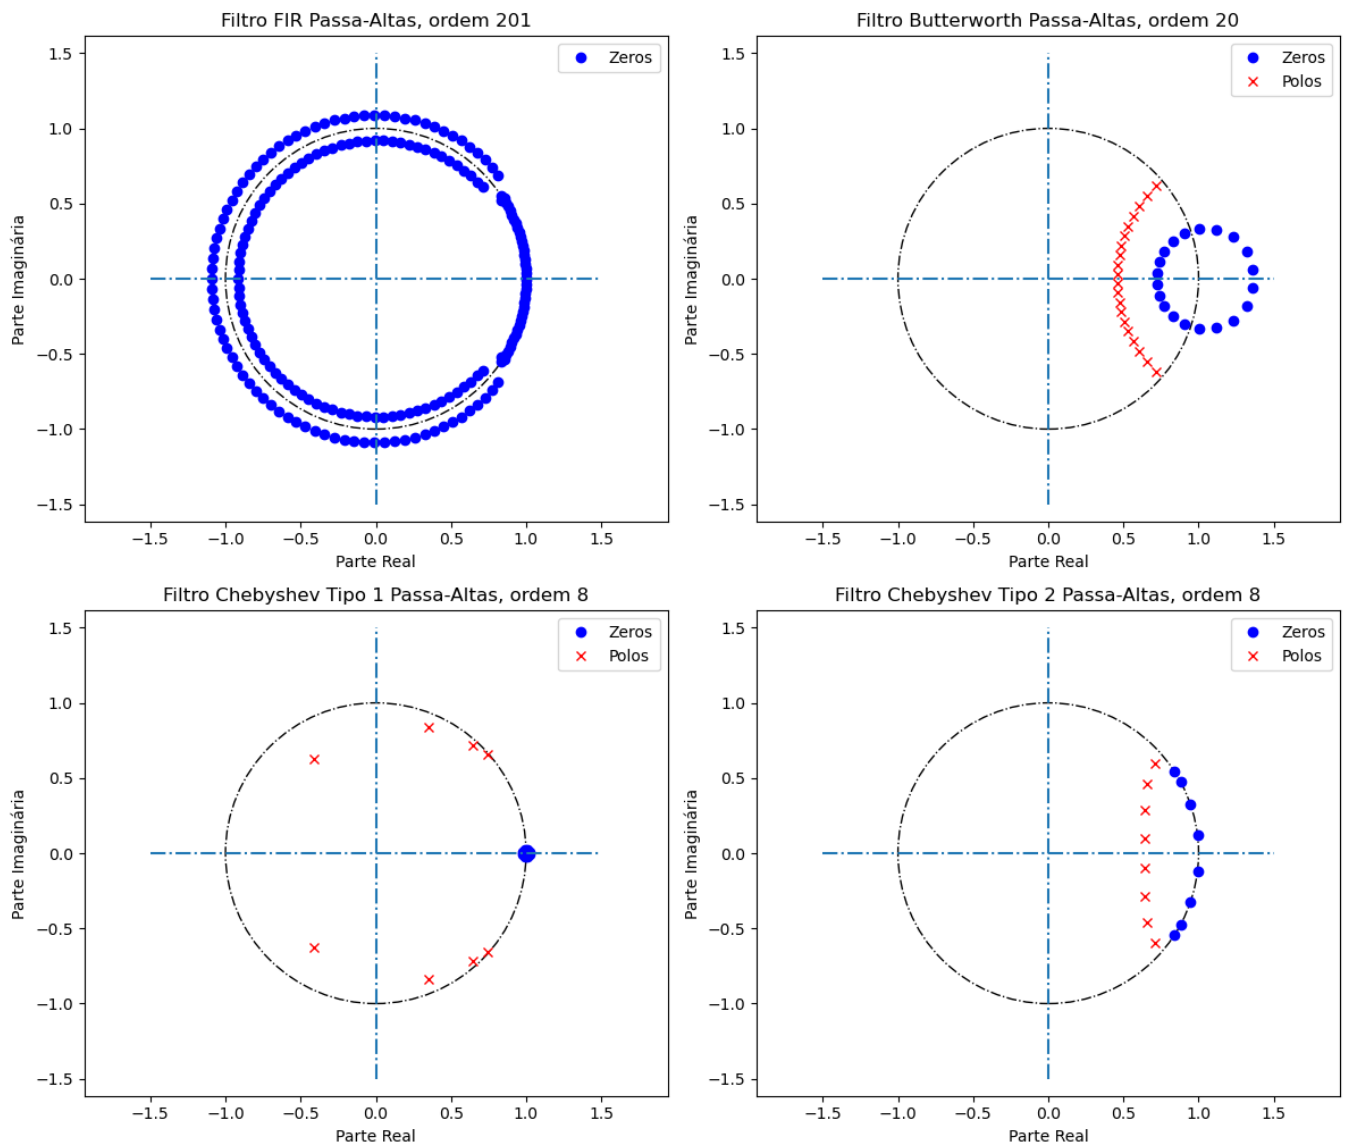 Filtro FIR Passa-Altas, ordem 201
Zeros
1.5
1.0
0.5
0.0
−0.5
−1.0
−1.5
Parte Imaginária
−1.5 −1.0 −0.5 0.0 0.5 1.0 1.5
Parte Real
Filtro Butterworth Passa-Altas, ordem 20
Zeros
Polos
1.5
1.0
0.5
0.0
−0.5
−1.0
−1.5
Parte Imaginária
−1.5 −1.0 −0.5 0.0 0.5 1.0 1.5
Parte Real
Filtro Chebyshev Tipo 1 Passa-Altas, ordem 8
Zeros
Polos
1.5
1.0
0.5
0.0
−0.5
−1.0
−1.5
Parte Imaginária
−1.5 −1.0 −0.5 0.0 0.5 1.0 1.5
Parte Real
Filtro Chebyshev Tipo 2 Passa-Altas, ordem 8
Zeros
Polos
1.5
1.0
0.5
0.0
−0.5
−1.0
−1.5
Parte Imaginária
−1.5 −1.0 −0.5 0.0 0.5 1.0 1.5
Parte Real